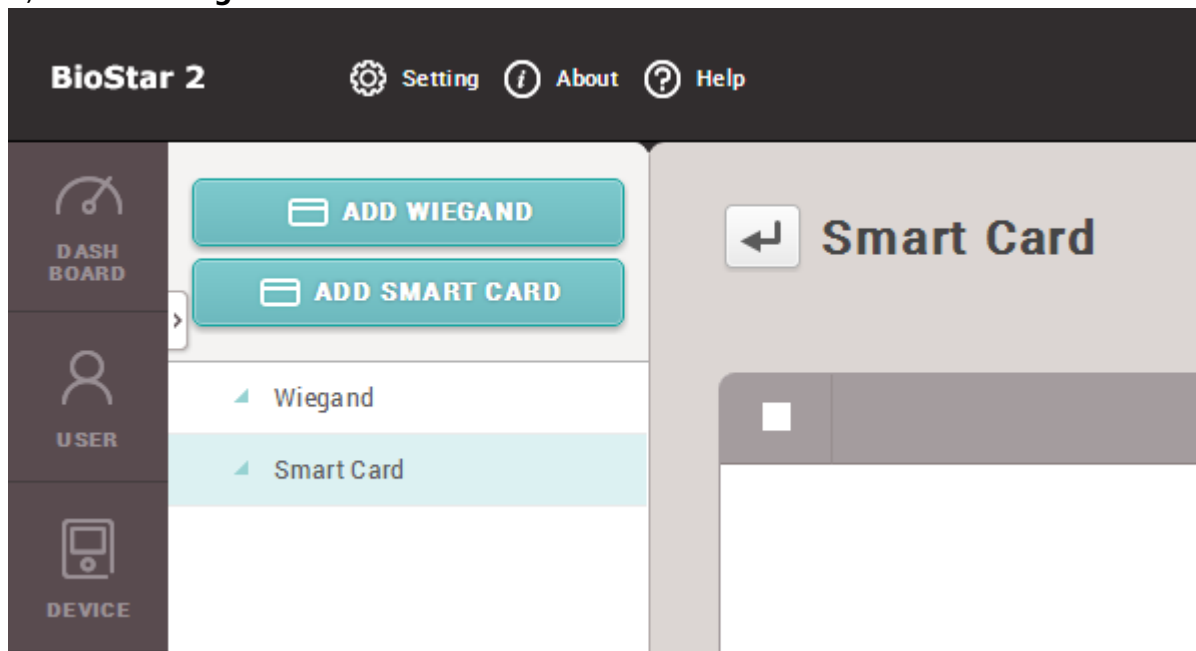 BioStar 2
Setting
About
Help
DASH
BOARD
USER
DEVICE
ADD WIEGAND
ADD SMART CARD
Wiegand
Smart Card
Smart Card